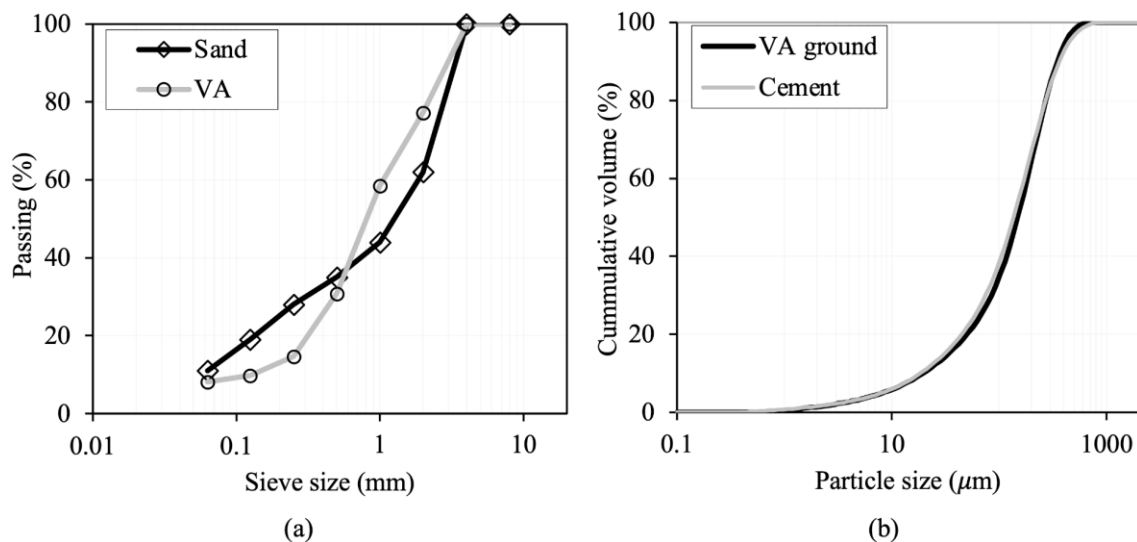 100
80
60
40
20
0
Passing (%)
Sand
VA
0.01
0.1
1
10
Sieve size (mm)
(a)
100
80
60
40
20
0
Cummulative volume (%)
VA ground
Cement
0.1
10
1000
Particle size (μm)
(b)